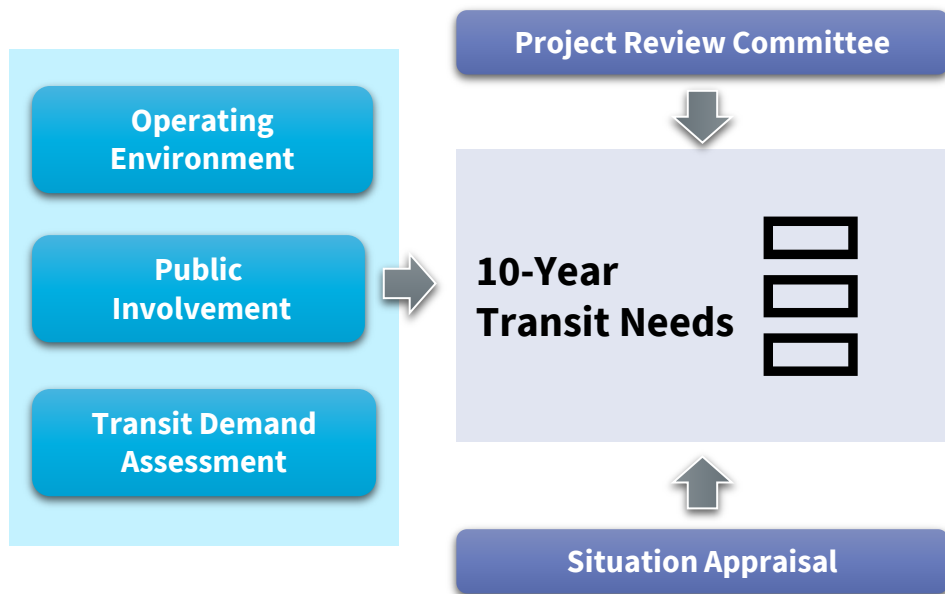 Project Review Committee
Operating
Environment
Public
Involvement
Transit Demand
Assessment
10-Year
Transit Needs
Situation Appraisal